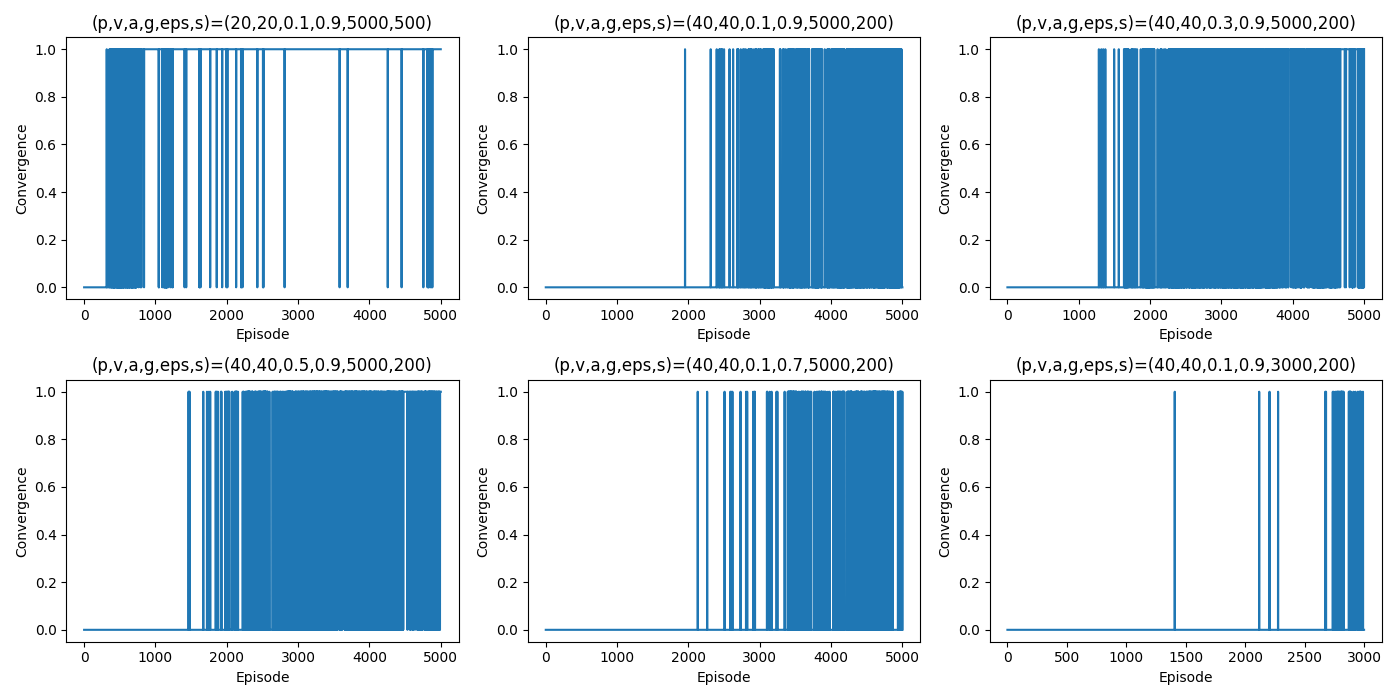 (p,v,a,g,eps,s)=(20,20,0.1,0.9,5000,500)
1.0
0.8
0.6
0.4
0.2
0.0
Convergence
0 1000 2000 3000 4000 5000
Episode
(p,v,a,g,eps,s)=(40,40,0.1,0.9,5000,200)
1.0
0.8
0.6
0.4
0.2
0.0
Convergence
0 1000 2000 3000 4000 5000
Episode
(p,v,a,g,eps,s)=(40,40,0.3,0.9,5000,200)
1.0
0.8
0.6
0.4
0.2
0.0
Convergence
0 1000 2000 3000 4000 5000
Episode
(p,v,a,g,eps,s)=(40,40,0.5,0.9,5000,200)
1.0
0.8
0.6
0.4
0.2
0.0
Convergence
0 1000 2000 3000 4000 5000
Episode
(p,v,a,g,eps,s)=(40,40,0.1,0.7,5000,200)
1.0
0.8
0.6
0.4
0.2
0.0
Convergence
0 1000 2000 3000 4000 5000
Episode
(p,v,a,g,eps,s)=(40,40,0.1,0.9,3000,200)
1.0
0.8
0.6
0.4
0.2
0.0
Convergence
0 500 1000 1500 2000 2500 3000
Episode